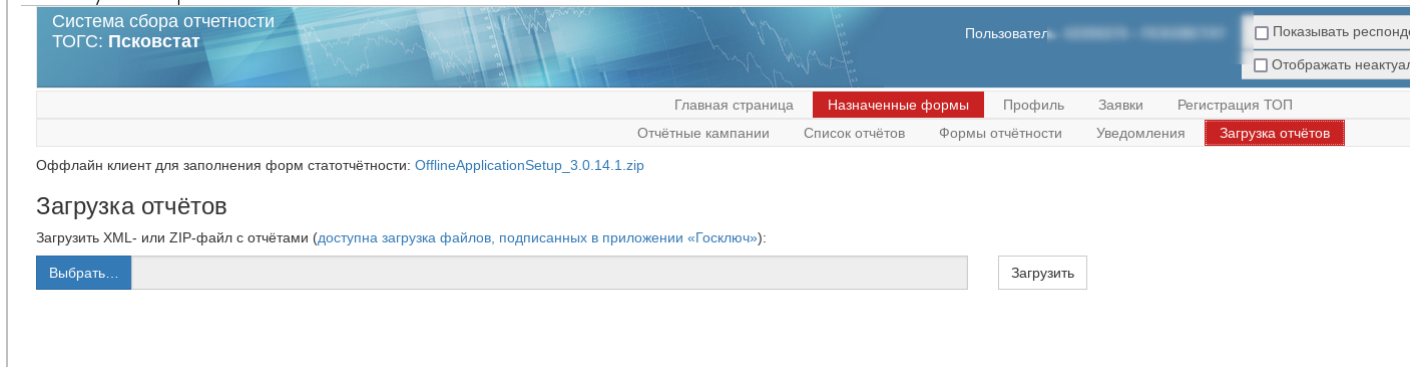 Система сбора отчетности
ТОГС: Псковстат
Пользователь
Показывать респонде
Отображать неактуал
Главная страница Назначенные формы Профиль Заявки Регистрация ТОП
Отчётные кампании Список отчётов Формы отчётности Уведомления Загрузка отчётов
Оффлайн клиент для заполнения форм статотчётности: OfflineApplicationSetup_3.0.14.1.zip
Загрузка отчётов
Загрузить XML- или ZIP-файл с отчётами (доступна загрузка файлов, подписанных в приложении «Госключ»):
Выбрать... Загрузить